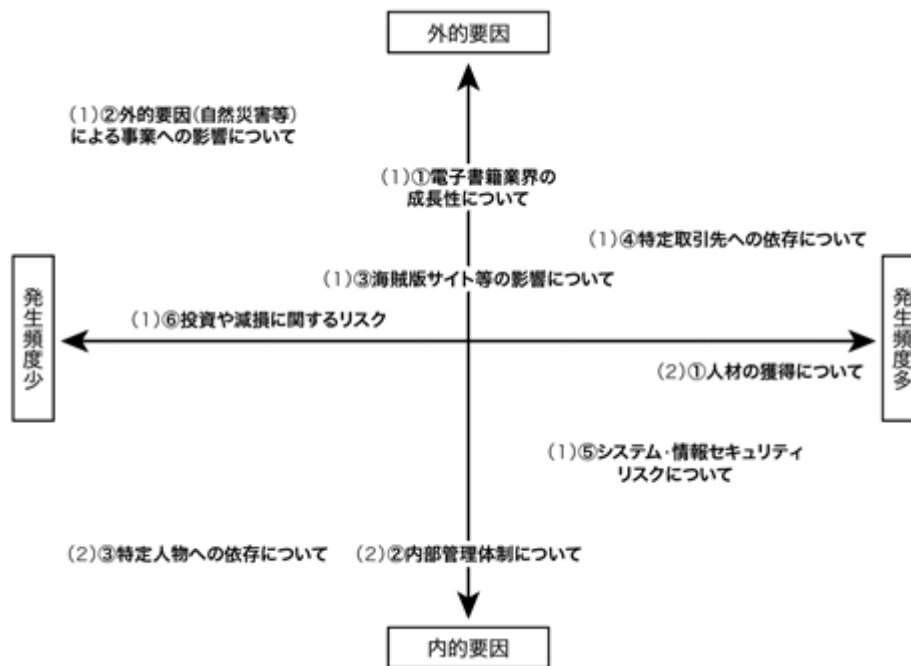 外的要因
(1)②外的要因(自然災害等)
による事業への影響について
(1)①電子書籍業界の
成長性について
(1)④特定取引先への依存について
(1)③海賊版サイト等の影響について
発生頻度少
(1)⑥投資や減損に関するリスク
発生頻度多
(2)①人材の獲得について
(1)⑤システム・情報セキュリティ
リスクについて
(2)③特定人物への依存について
(2)②内部管理体制について
内的要因